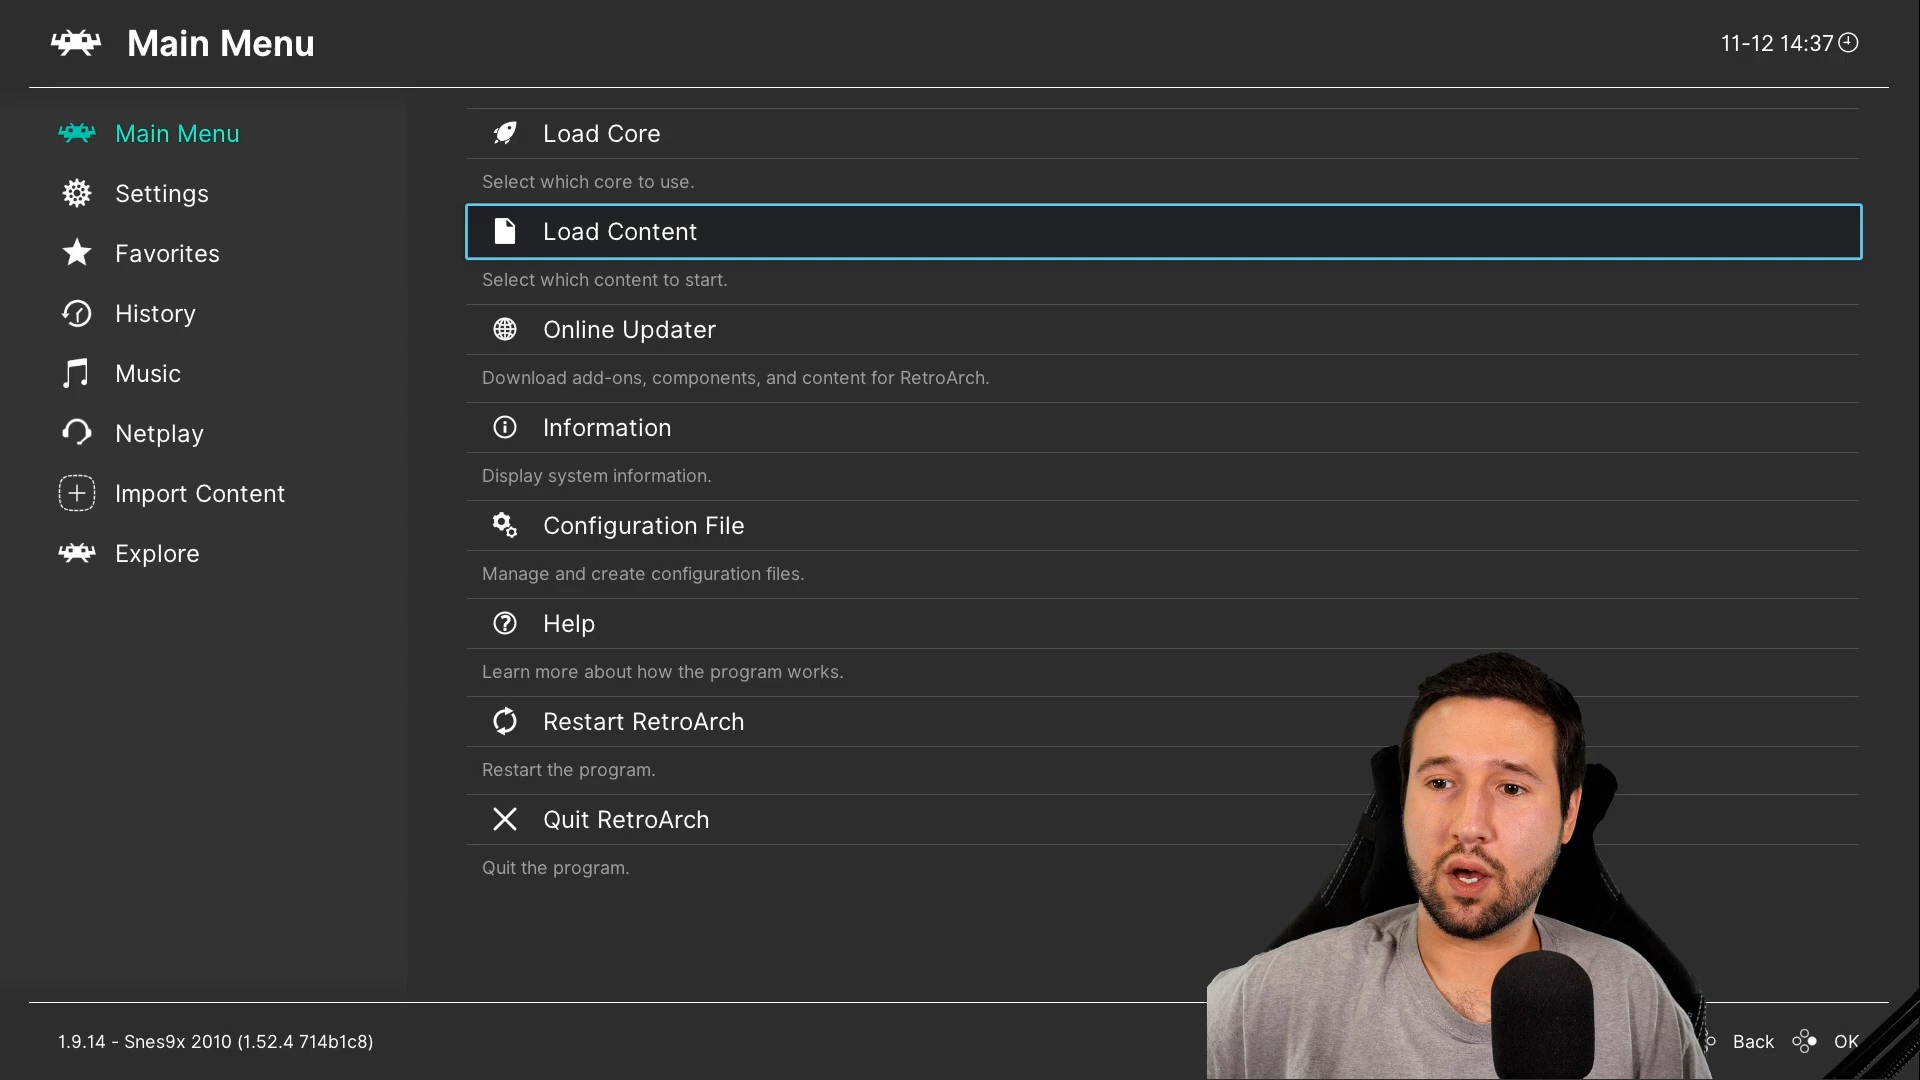 Main Menu
11-12 14:37
Main Menu
Settings
Favorites
History
Music
Netplay
Import Content
Explore
Load Core
Select which core to use.
Load Content
Select which content to start.
Online Updater
Download add-ons, components, and content for RetroArch.
Information
Display system information.
Configuration File
Manage and create configuration files.
Help
Learn more about how the program works.
Restart RetroArch
Restart the program.
Quit RetroArch
Quit the program.
1.9.14 - Snes9x 2010 (1.52.4 714b1c8)
Back
OK